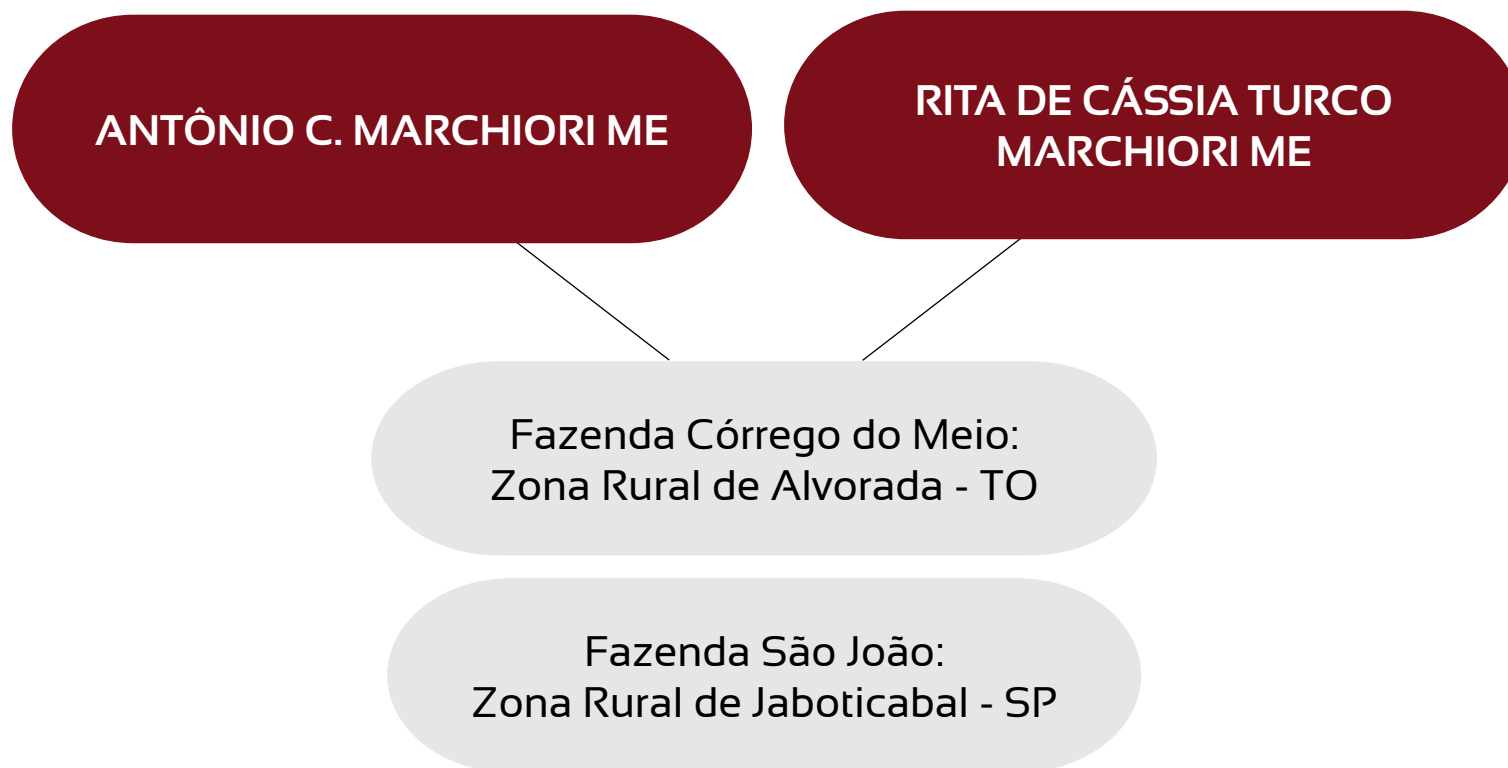 ANTÔNIO C. MARCHIORI ME
RITA DE CÁSSIA TURCO
MARCHIORI ME
Fazenda Córrego do Meio:
Zona Rural de Alvorada - TO
Fazenda São João:
Zona Rural de Jaboticabal - SP